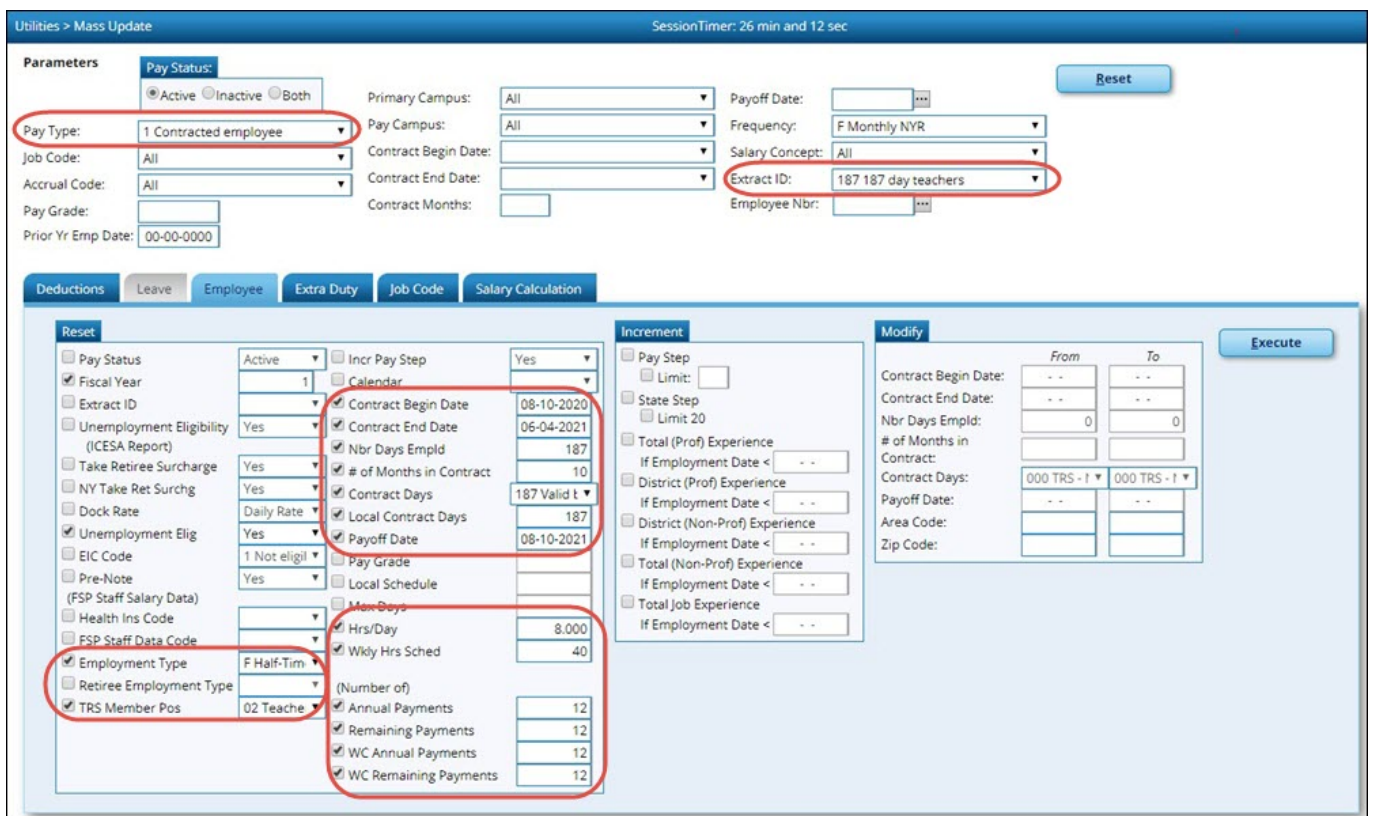 Utilities > Mass Update SessionTimer: 26 min and 12 sec
Parameters
Pay Status:
Active Inactive Both
Reset
Primary Campus: All Payoff Date:
Pay Type: 1 Contracted employee Pay Campus: All Frequency: F Monthly NYR
Job Code: All Contract Begin Date: Salary Concept: All
Accrual Code: All Contract End Date: Extract ID: 187 187 day teachers
Pay Grade: Contract Months: Employee Nbr:
Prior Yr Emp Date: 00-00-0000
Deductions Leave Employee Extra Duty Job Code Salary Calculation
Reset
Pay Status Active
Fiscal Year 1
Extract ID
Unemployment Eligibility Yes
(ICESA Report)
Take Retiree Surcharge Yes
NY Take Ret Surchg Yes
Dock Rate Daily Rate
Unemployment Elig Yes
EIC Code 1 Not eligil
Pre-Note Yes
(FSP Staff Salary Data)
Health Ins Code
FSP Staff Data Code
Employment Type F Half-Tim
Retiree Employment Type
TRS Member Pos 02 Teache
Incr Pay Step Yes
Calendar
Contract Begin Date 08-10-2020
Contract End Date 06-04-2021
Nbr Days Empld 187
# of Months in Contract 10
Contract Days 187 Valid t
Local Contract Days 187
Payoff Date 08-10-2021
Pay Grade
Local Schedule
Max Days
Hrs/Day 8.000
Wkly Hrs Sched 40
(Number of)
Annual Payments 12
Remaining Payments 12
WC Annual Payments 12
WC Remaining Payments 12
Increment
Pay Step
Limit:
State Step
Limit 20
Total (Prof) Experience
If Employment Date < - -
District (Prof) Experience
If Employment Date < - -
District (Non-Prof) Experience
If Employment Date < - -
Total (Non-Prof) Experience
If Employment Date < - -
Total Job Experience
If Employment Date < - -
Modify
From To
Contract Begin Date: - - - -
Contract End Date: - - - -
Nbr Days Empld: 0 0
# of Months in
Contract:
Contract Days: 000 TRS - 000 TRS -
Payoff Date: - - - -
Area Code:
Zip Code:
Execute